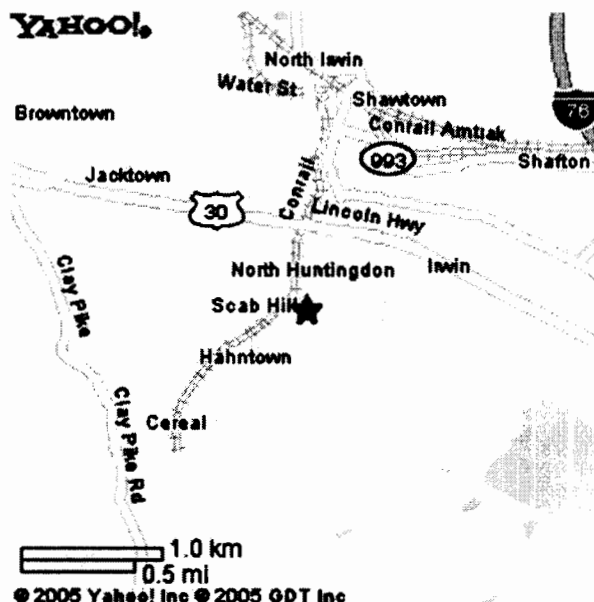 YAHOO!
North Irwin
Water St
Shawtown
76
Browntown
Conrail Amtrak
993
Shafton
Jacktown
Conrail
30
Lincoln Hwy
North Huntingdon
Irwin
Clay Pike
Scab Hill
Hahntown
Clay Pike Rd
Cereal
1.0 km
0.5 mi
© 2005 Yahoo! Inc © 2005 GDT Inc